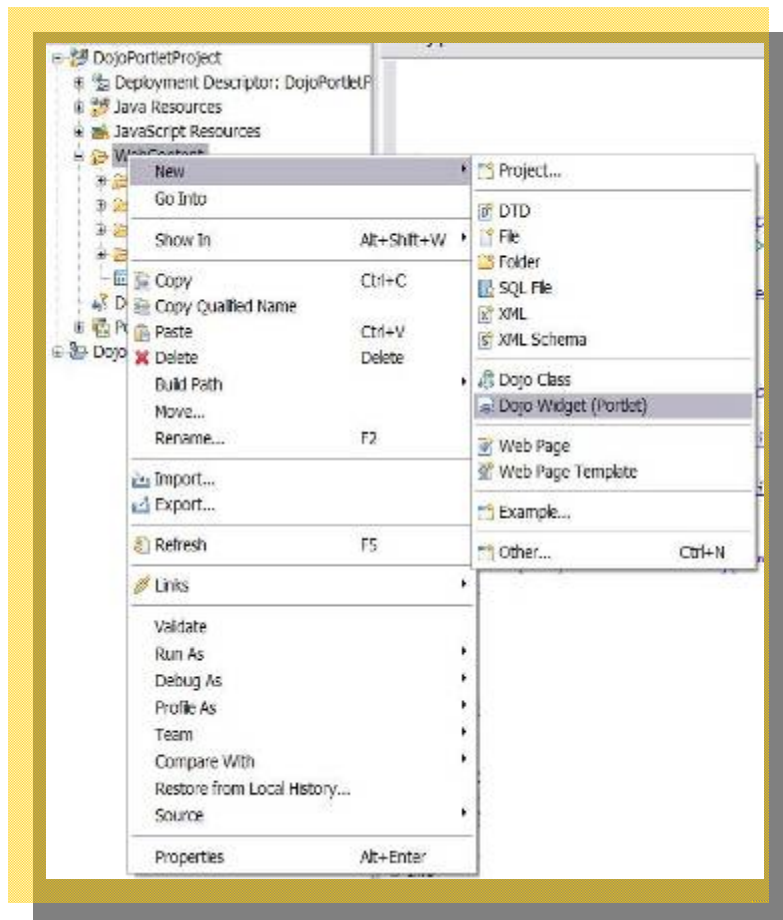 DojoPortletProject
Deployment Descriptor: DojoPortletP
Java Resources
JavaScript Resources
WebContent
New
Go Into
Show In Alt+Shift+W
Copy Ctrl+C
Copy Qualified Name
Paste Ctrl+V
Delete Delete
Build Path
Move...
Rename... F2
Import...
Export...
Refresh F5
Links
Validate
Run As
Debug As
Profile As
Team
Compare With
Restore from Local History...
Source
Properties Alt+Enter
Project...
DTD
File
Folder
SQL File
XML
XML Schema
Dojo Class
Dojo Widget (Portlet)
Web Page
Web Page Template
Example...
Other... Ctrl+N
D
Po
Dojo